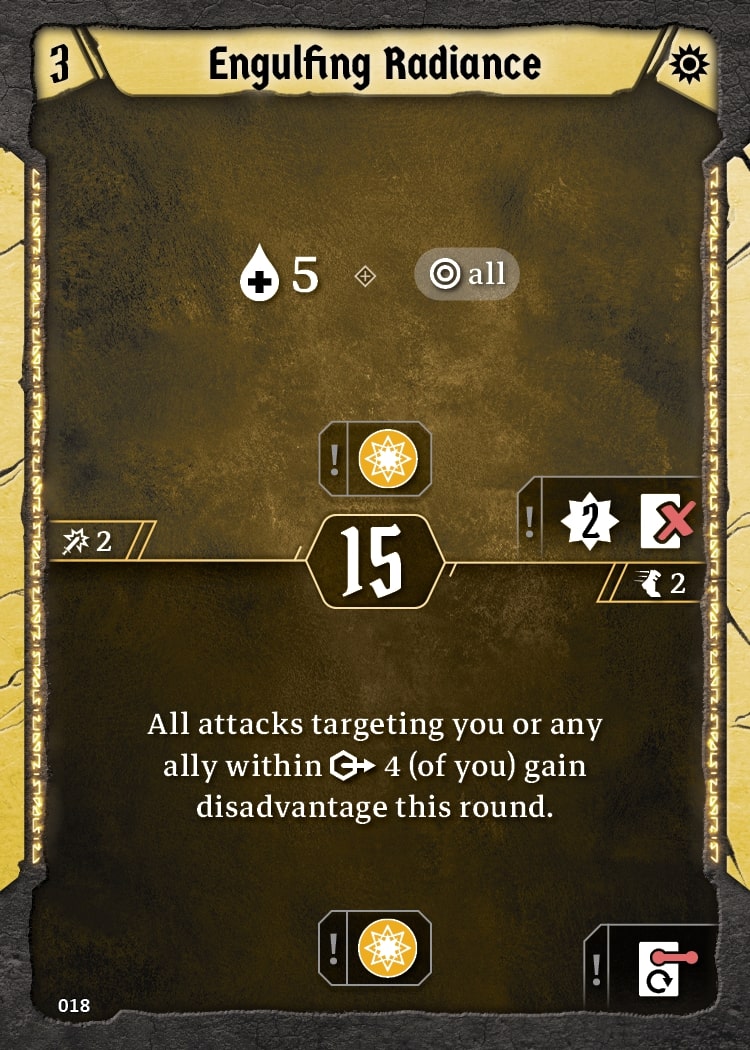 3 Engulfing Radiance
5 all
!
! 2
2
15
2
All attacks targeting you or any
ally within 4 (of you) gain
disadvantage this round.
!
!
018